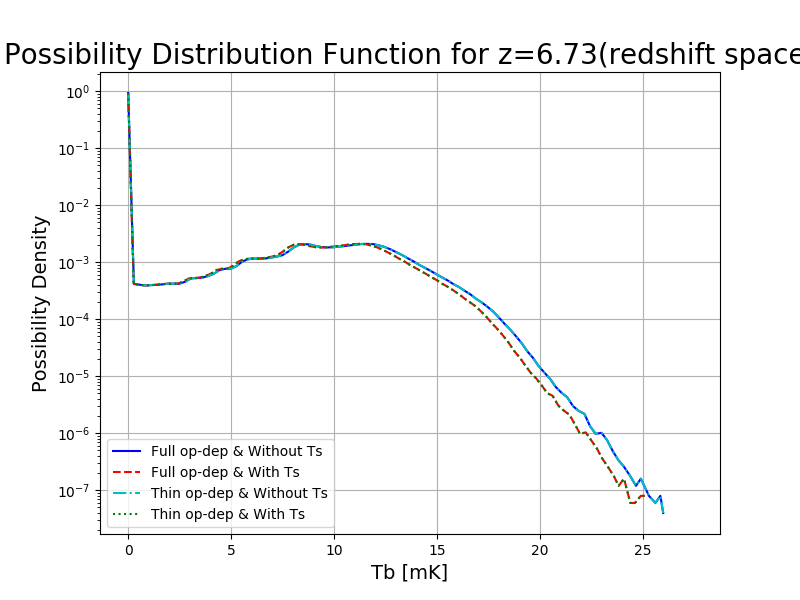 Possibility Distribution Function for z=6.73(redshift space
Possibility Density
10⁰
10⁻¹
10⁻²
10⁻³
10⁻⁴
10⁻⁵
10⁻⁶
10⁻⁷
Full op-dep & Without Ts
Full op-dep & With Ts
Thin op-dep & Without Ts
Thin op-dep & With Ts
0 5 10 15 20 25
Tb [mK]